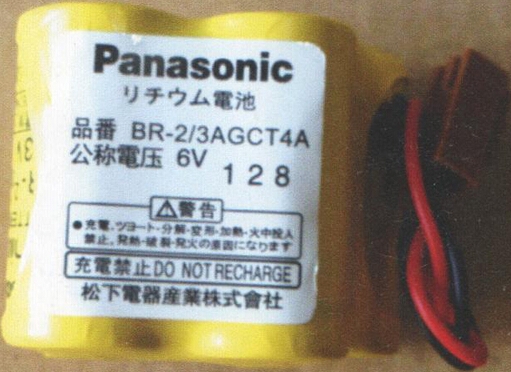 Panasonic
リチウム電池
品番 BR-2/3AGCT4A
公称電圧 6V
128
⚠警告
●充電・ショート・分解・変形・加熱・火中投入
禁止。発熱・破裂・発火の原因になります
充電禁止DO NOT RECHARGE
松下電器産業株式会社